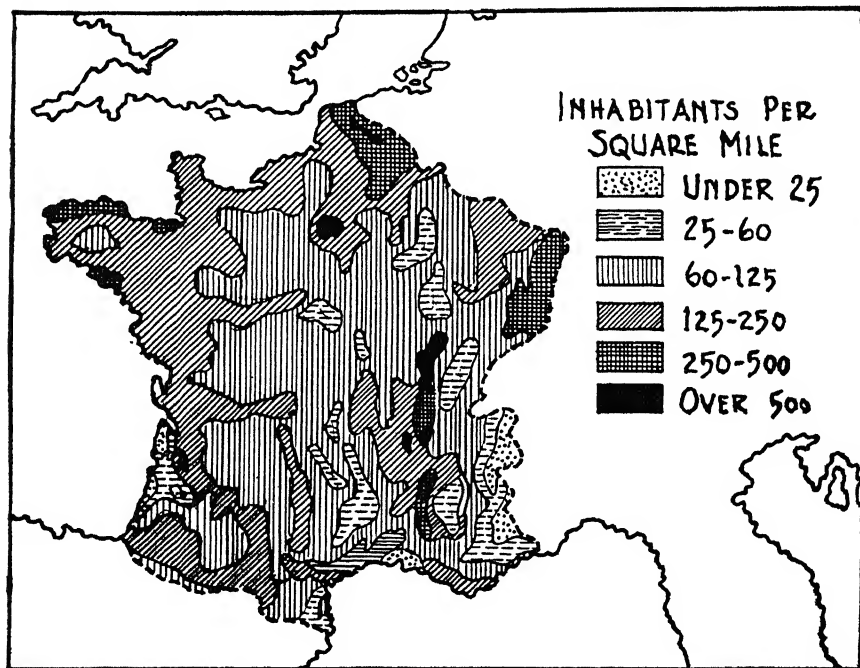 INHABITANTS PER
SQUARE MILE
UNDER 25
25-60
60-125
125-250
250-500
OVER 500